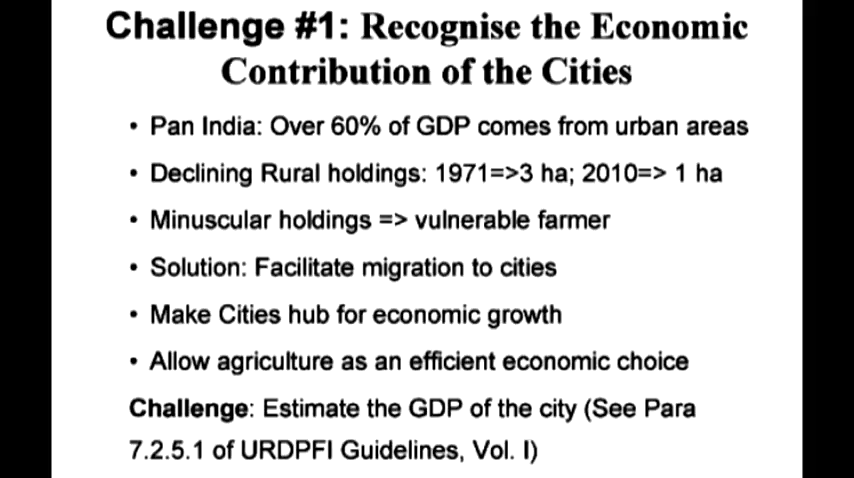 Challenge #1: Recognise the Economic
Contribution of the Cities
• Pan India: Over 60% of GDP comes from urban areas
• Declining Rural holdings: 1971=>3 ha; 2010=> 1 ha
• Minuscular holdings => vulnerable farmer
• Solution: Facilitate migration to cities
• Make Cities hub for economic growth
• Allow agriculture as an efficient economic choice
Challenge: Estimate the GDP of the city (See Para
7.2.5.1 of URDPFI Guidelines, Vol. I)